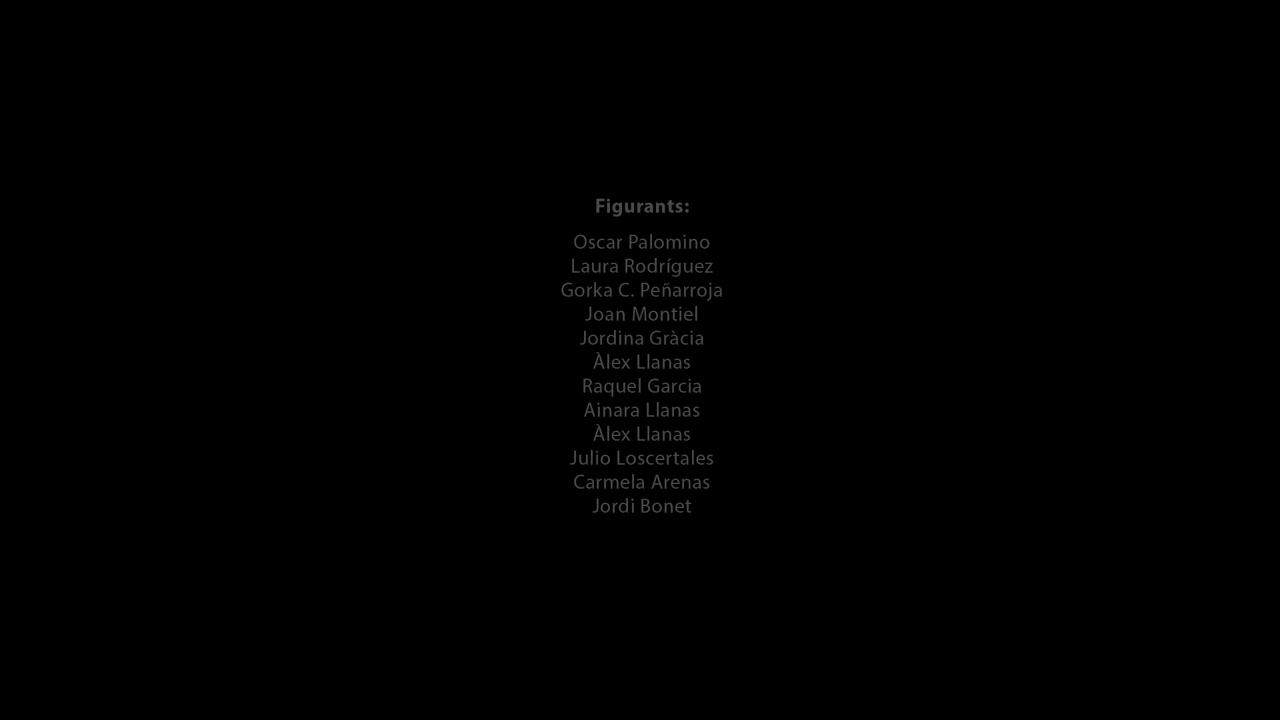 Figurants:
Oscar Palomino
Laura Rodríguez
Gorka C. Peñarroja
Joan Montiel
Jordina Gràcia
Àlex Llanas
Raquel Garcia
Ainara Llanas
Àlex Llanas
Julio Loscertales
Carmela Arenas
Jordi Bonet